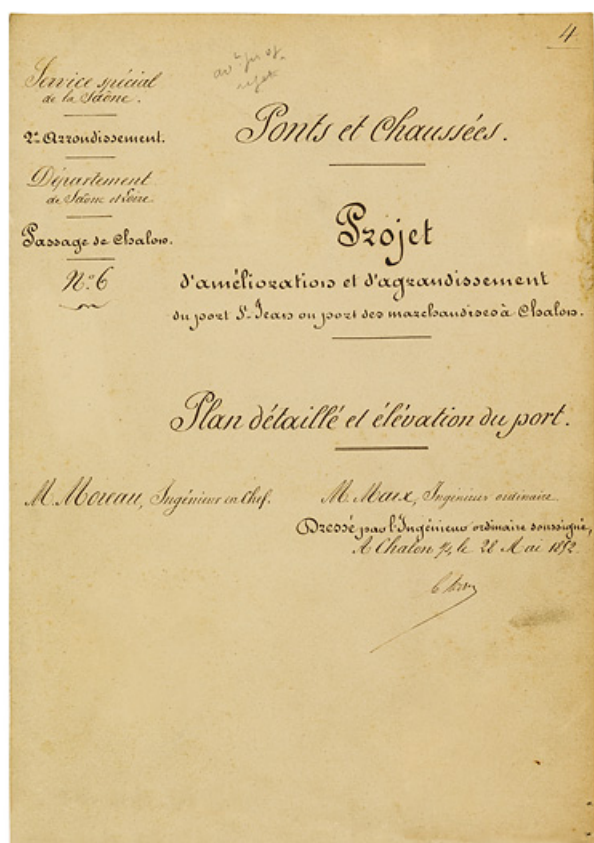 4
Service spécial
de la Saône.
2e Arrondissement.
Département
de Saône et Loire.
Passage de Chalon.
N° 6
Ponts et Chaussées.
Projet
d'amélioration et d'agrandissement
du port St Jean ou port des marchandises à Chalon.
Plan détaillé et élévation du port.
M. Moreau, Ingénieur en Chef.
M. Marx, Ingénieur ordinaire.
Dressé par l'Ingénieur ordinaire soussigné,
A Chalon s/s le 28 Mai 1852